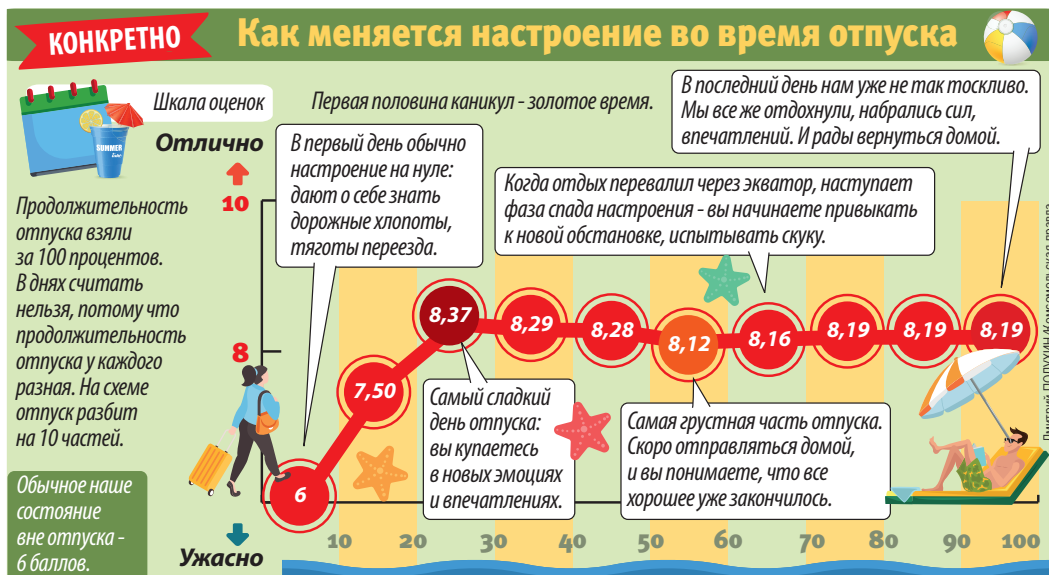 КОНКРЕТНО
Как меняется настроение во время отпуска
Шкала оценок
Отлично
10
8
Ужасно
SUMMER
Продолжительность
отпуска взяли
за 100 процентов.
В днях считать
нельзя, потому что
продолжительность
отпуска у каждого
разная. На схеме
отпуск разбит
на 10 частей.
Обычное наше
состояние
вне отпуска -
6 баллов.
Первая половина каникул - золотое время.
В первый день обычно
настроение на нуле:
дают о себе знать
дорожные хлопоты,
тяготы переезда.
В последний день нам уже не так тоскливо.
Мы все же отдохнули, набрались сил,
впечатлений. И рады вернуться домой.
Когда отдых перевалил через экватор, наступает
фаза спада настроения - вы начинаете привыкать
к новой обстановке, испытывать скуку.
6
7,50
8,37
8,29
8,28
8,12
8,16
8,19
8,19
8,19
Самый сладкий
день отпуска:
вы купаетесь
в новых эмоциях
и впечатлениях.
Самая грустная часть отпуска.
Скоро отправляться домой,
и вы понимаете, что все
хорошее уже закончилось.
10 20 30 40 50 60 70 80 90 100
Дмитрий ПОЛУХИН/Комсомольская правда